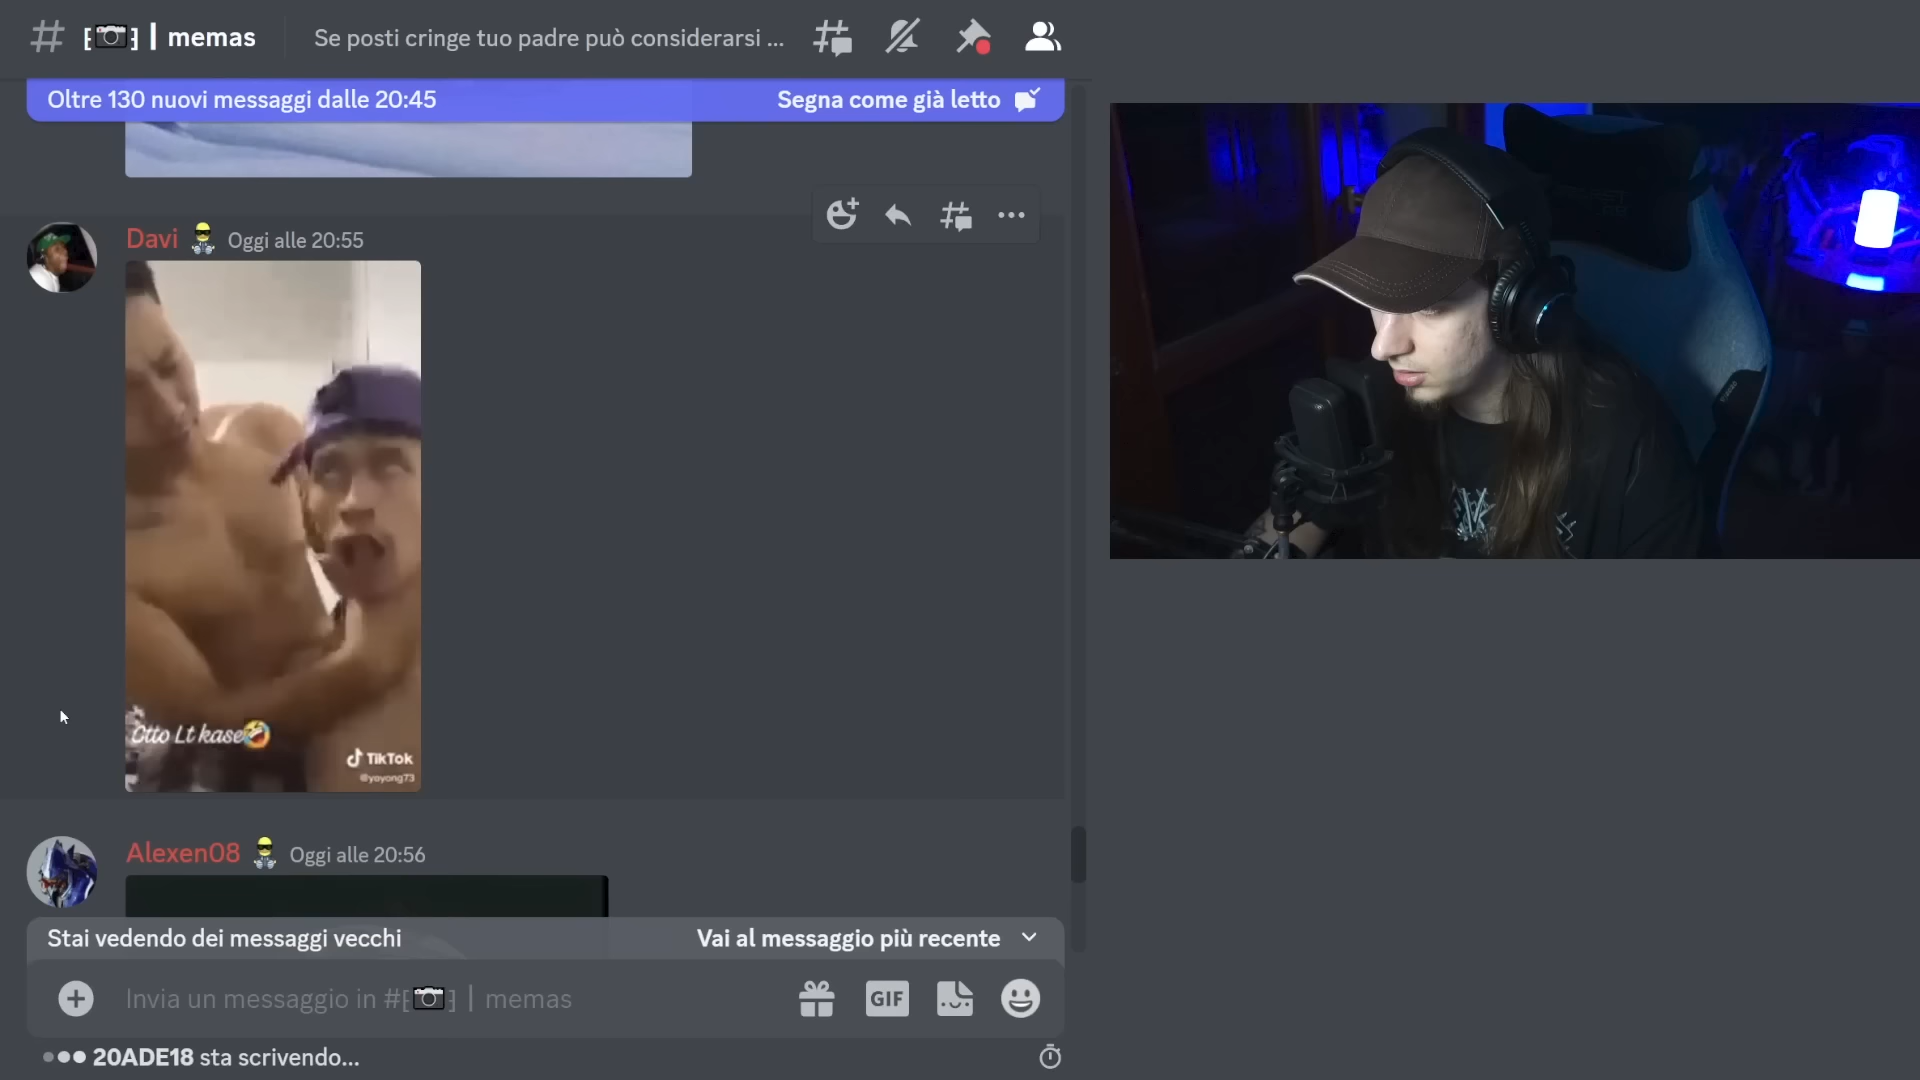 [📷] | memas
Se posti cringe tuo padre può considerarsi ...
Oltre 130 nuovi messaggi dalle 20:45
Segna come già letto
Davi
Oggi alle 20:55
Otto Lt kase🤣
TikTok
@yoyong73
Alexen08
Oggi alle 20:56
Stai vedendo dei messaggi vecchi
Vai al messaggio più recente
Invia un messaggio in #[📷] | memas
GIF
20ADE18 sta scrivendo...